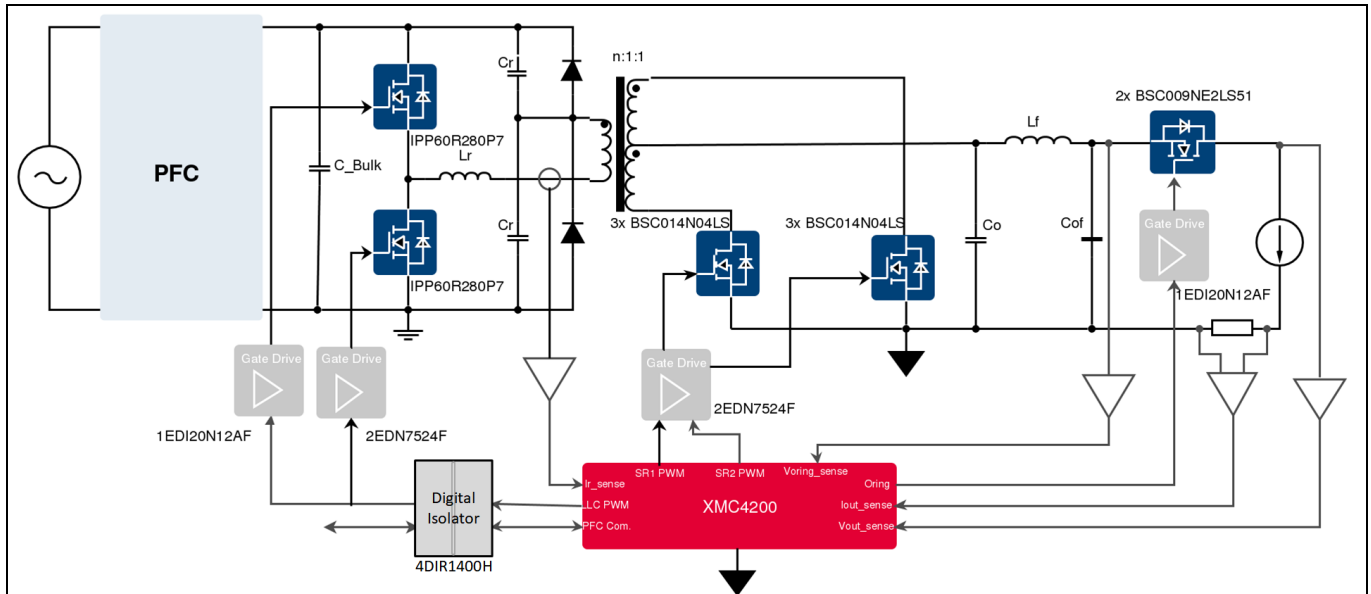 n:1:1
Cr
2x BSC009NE2LS51
IPP60R280P7
Lr
Lf
PFC
C_Bulk
Cr
3x BSC014N04LS
3x BSC014N04LS
Co
Cof
Gate Drive
IPP60R280P7
1EDI20N12AF
Gate Drive
Gate Drive
Gate Drive
2EDN7524F
1EDI20N12AF
2EDN7524F
SR1 PWM
SR2 PWM
Voring_sense
Ir_sense
Oring
Digital
Isolator
LLC PWM
XMC4200
Iout_sense
PFC Com.
Vout_sense
4DIR1400H